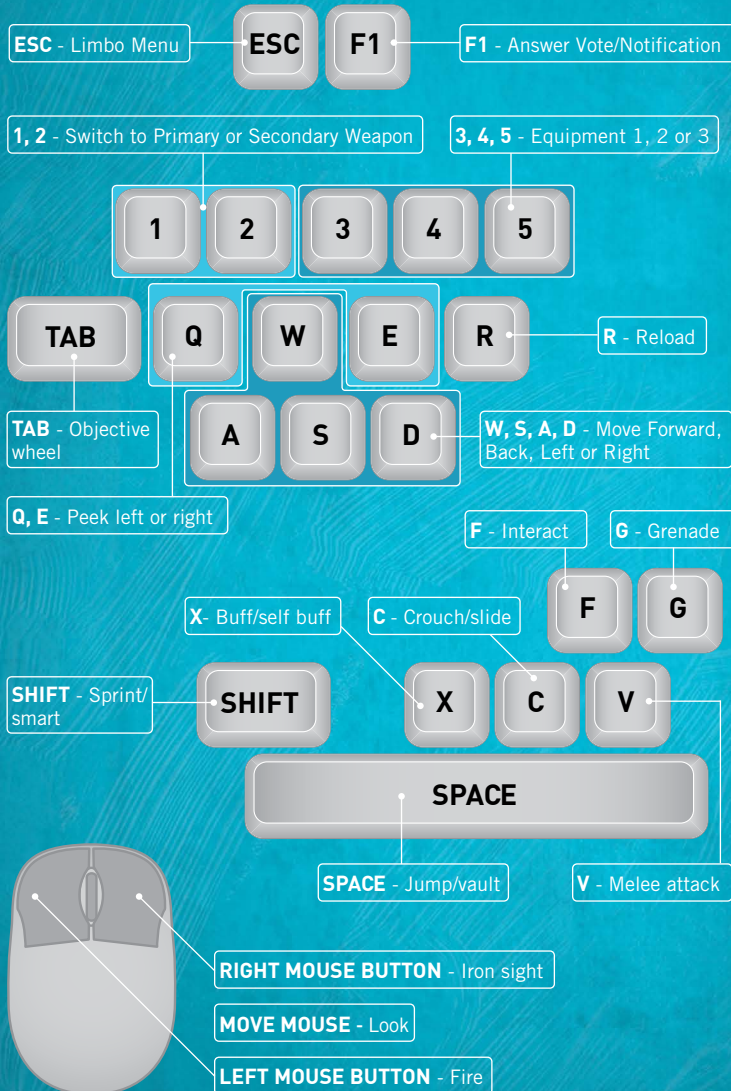 ESC - Limbo Menu
ESC
F1
F1 - Answer Vote/Notification
1, 2 - Switch to Primary or Secondary Weapon
3, 4, 5 - Equipment 1, 2 or 3
1
2
3
4
5
TAB
Q
W
E
R
R - Reload
TAB - Objective
wheel
A
S
D
W, S, A, D - Move Forward,
Back, Left or Right
Q, E - Peek left or right
F - Interact
G - Grenade
F
G
X- Buff/self buff
C - Crouch/slide
SHIFT - Sprint/
smart
SHIFT
X
C
V
SPACE
SPACE - Jump/vault
V - Melee attack
RIGHT MOUSE BUTTON - Iron sight
MOVE MOUSE - Look
LEFT MOUSE BUTTON - Fire